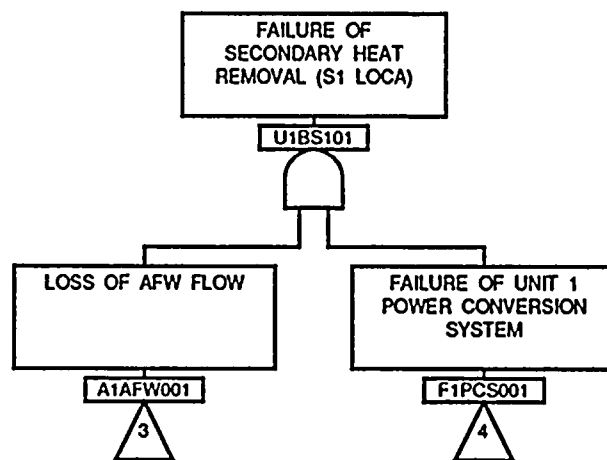 FAILURE OF
SECONDARY HEAT
REMOVAL (S1 LOCA)
U1BS101
LOSS OF AFW FLOW
FAILURE OF UNIT 1
POWER CONVERSION
SYSTEM
A1AFW001
F1PCS001
3
4